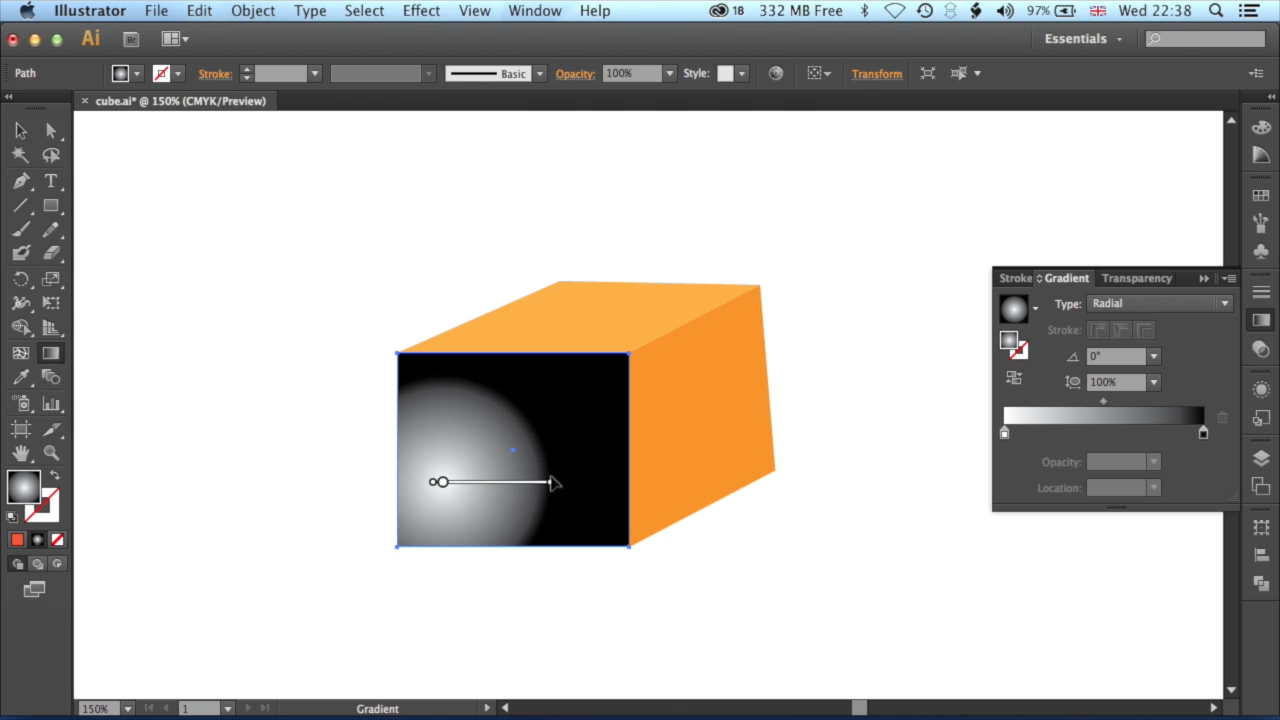 Illustrator File Edit Object Type Select Effect View Window Help 18 332 MB Free 97% Wed 22:38
Ai Br Essentials
Path Stroke: Basic Opacity: 100% Style: Transform
× cube.ai* @ 150% (CMYK/Preview)
T
Stroke Gradient Transparency
Type: Radial
Stroke:
0°
100%
Opacity:
Location:
150% 1 Gradient